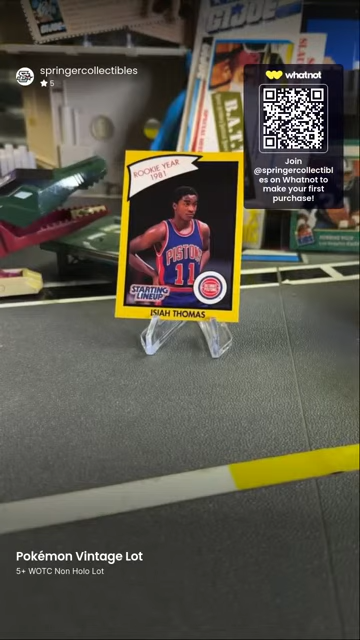 springercollectibles
5
whatnot
Join
@springercollectibl
es on Whatnot to
make your first
purchase!
GI JOE
ROOKIE YEAR
1981
PISTONS
11
STARTING
LINEUP
ISIAH THOMAS
Pokémon Vintage Lot
5+ WOTC Non Holo Lot